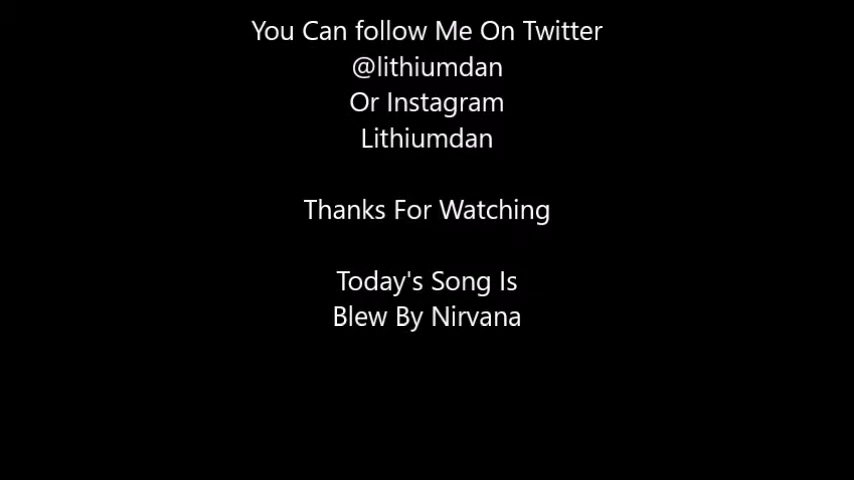 You Can follow Me On Twitter
@lithiumdan
Or Instagram
Lithiumdan
Thanks For Watching
Today's Song Is
Blew By Nirvana